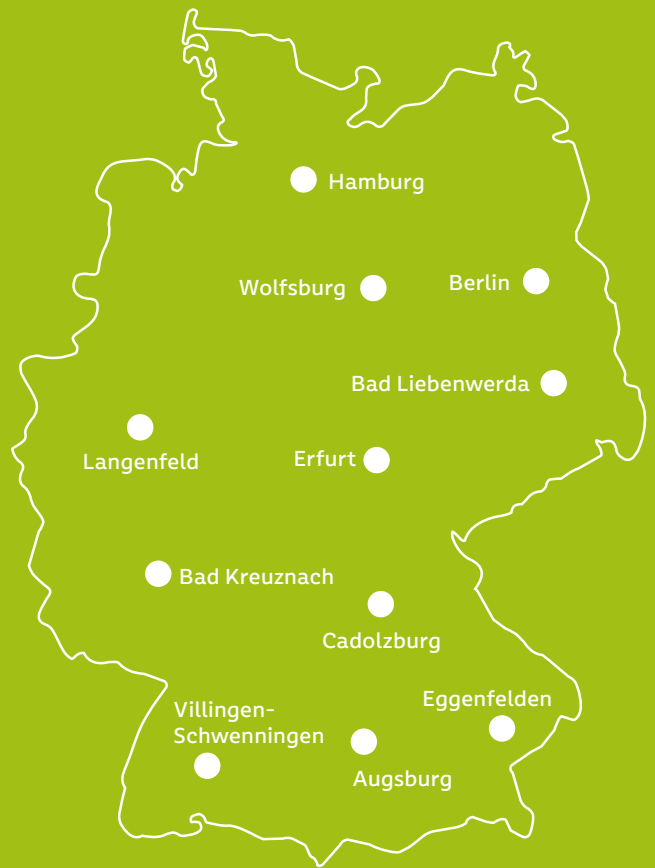 Hamburg
Wolfsburg
Berlin
Bad Liebenwerda
Langenfeld
Erfurt
Bad Kreuznach
Cadolzburg
Villingen-
Schwenningen
Eggenfelden
Augsburg